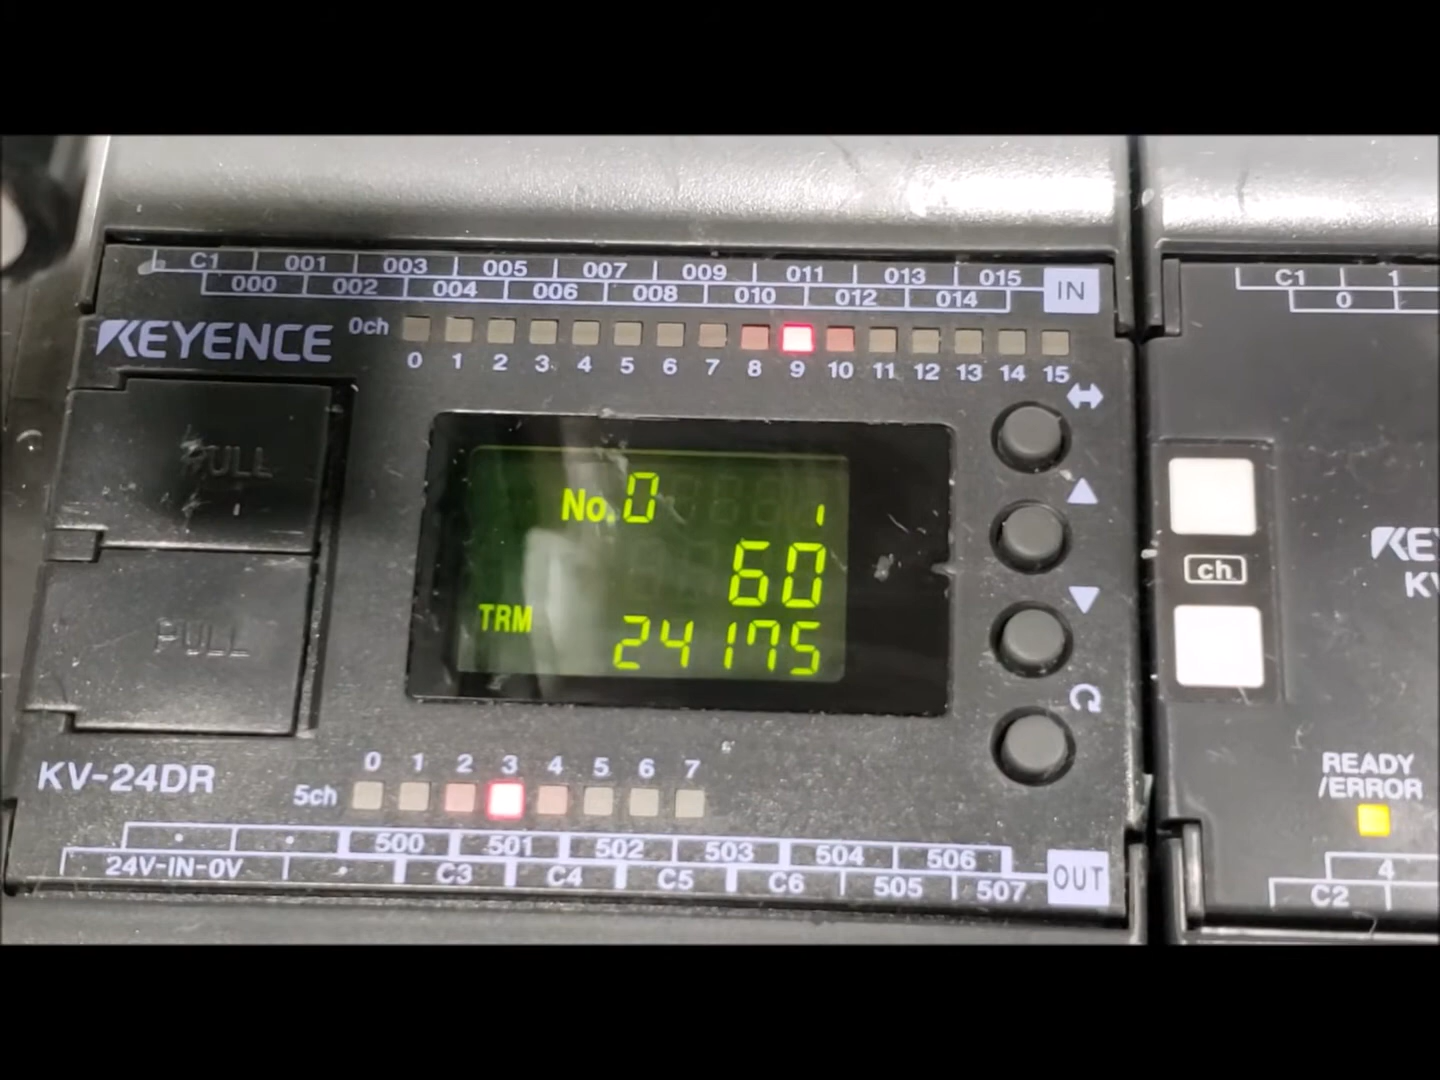 C1 001 003 005 007 009 011 013 015 IN
000 002 004 006 008 010 012 014
KEYENCE 0ch
0 1 2 3 4 5 6 7 8 9 10 11 12 13 14 15
PULL
PULL
No.0 1
60
TRM 24175
KV-24DR
0 1 2 3 4 5 6 7
5ch
500 501 502 503 504 506
24V-IN-0V C3 C4 C5 C6 505 507 OUT
C1 1
0
ch
KE
KV
READY
/ERROR
4
C2